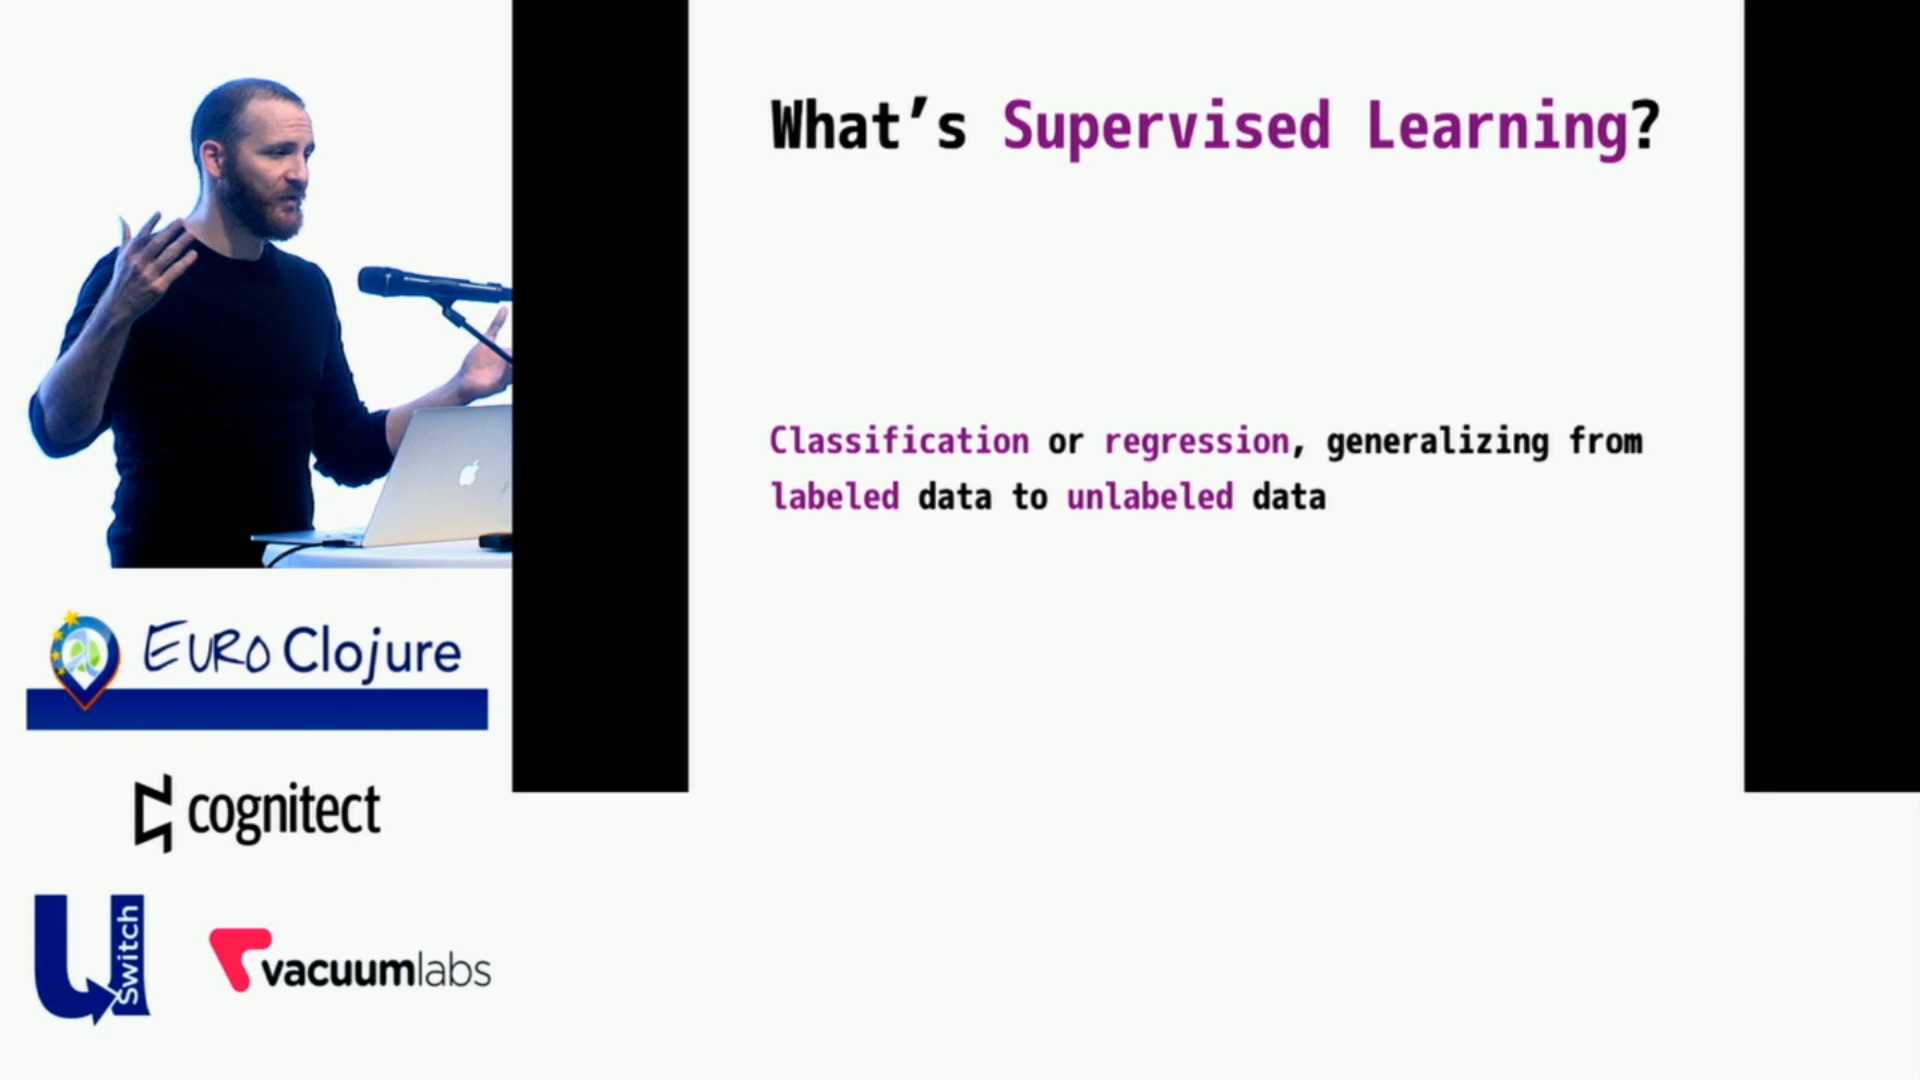 What's Supervised Learning?
Classification or regression, generalizing from
labeled data to unlabeled data
EURO Clojure
cognitect
uSwitch
vacuumlabs